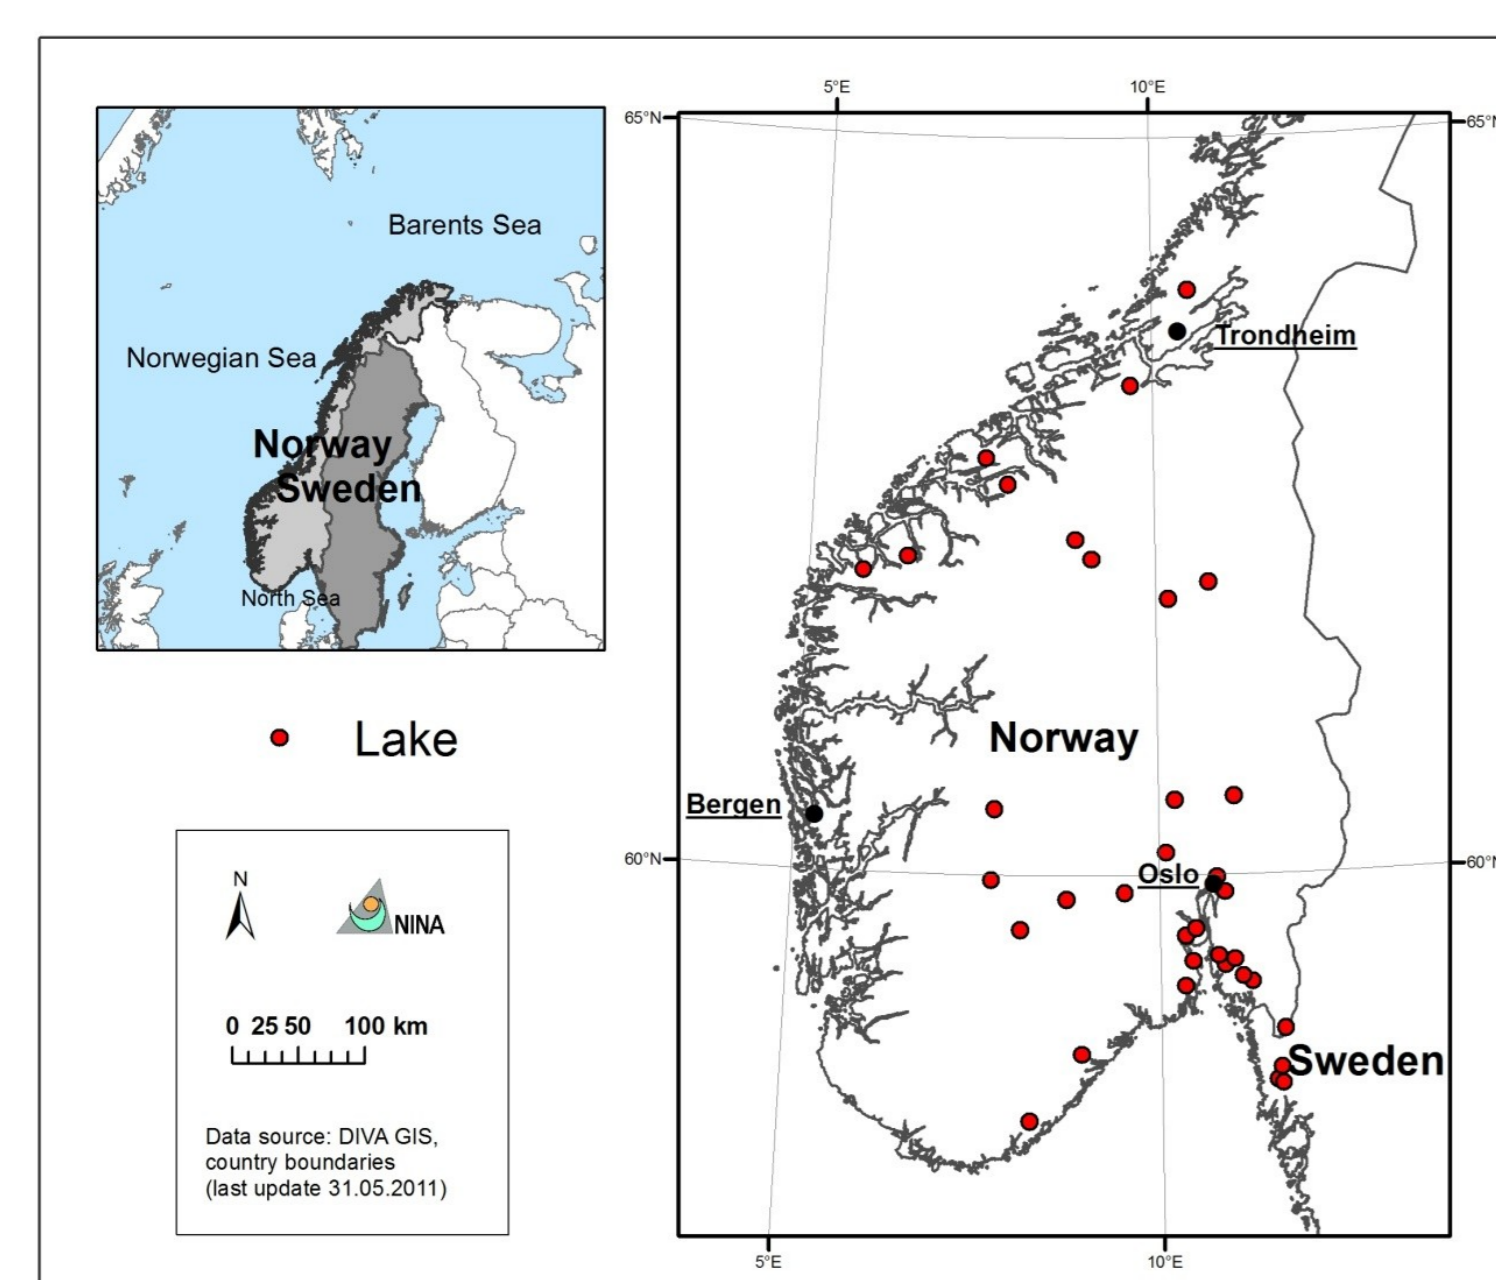 5°E 10°E
65°N 65°N
Barents Sea
Norwegian Sea
Norway
Sweden
North Sea
Trondheim
Norway
Bergen
Lake
60°N 60°N
Oslo
N
NINA
0 25 50 100 km
Sweden
Data source: DIVA GIS,
country boundaries
(last update 31.05.2011)
5°E 10°E